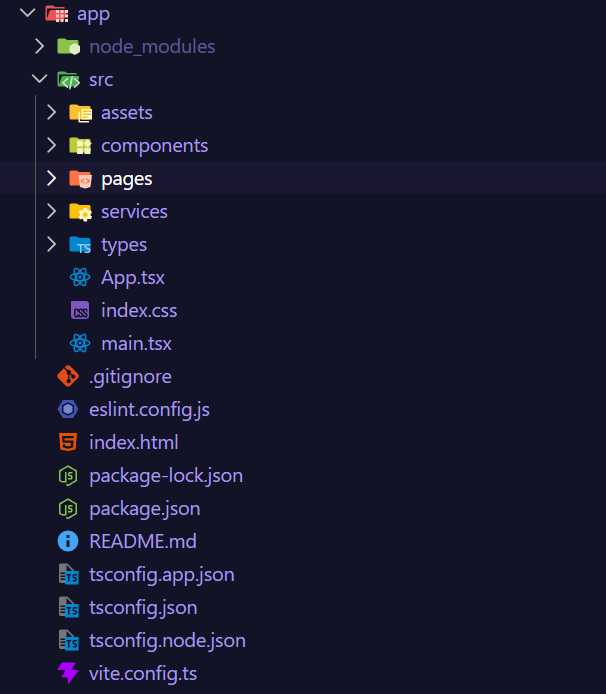 app
node_modules
src
assets
components
pages
services
types
App.tsx
index.css
main.tsx
.gitignore
eslint.config.js
index.html
package-lock.json
package.json
README.md
tsconfig.app.json
tsconfig.json
tsconfig.node.json
vite.config.ts